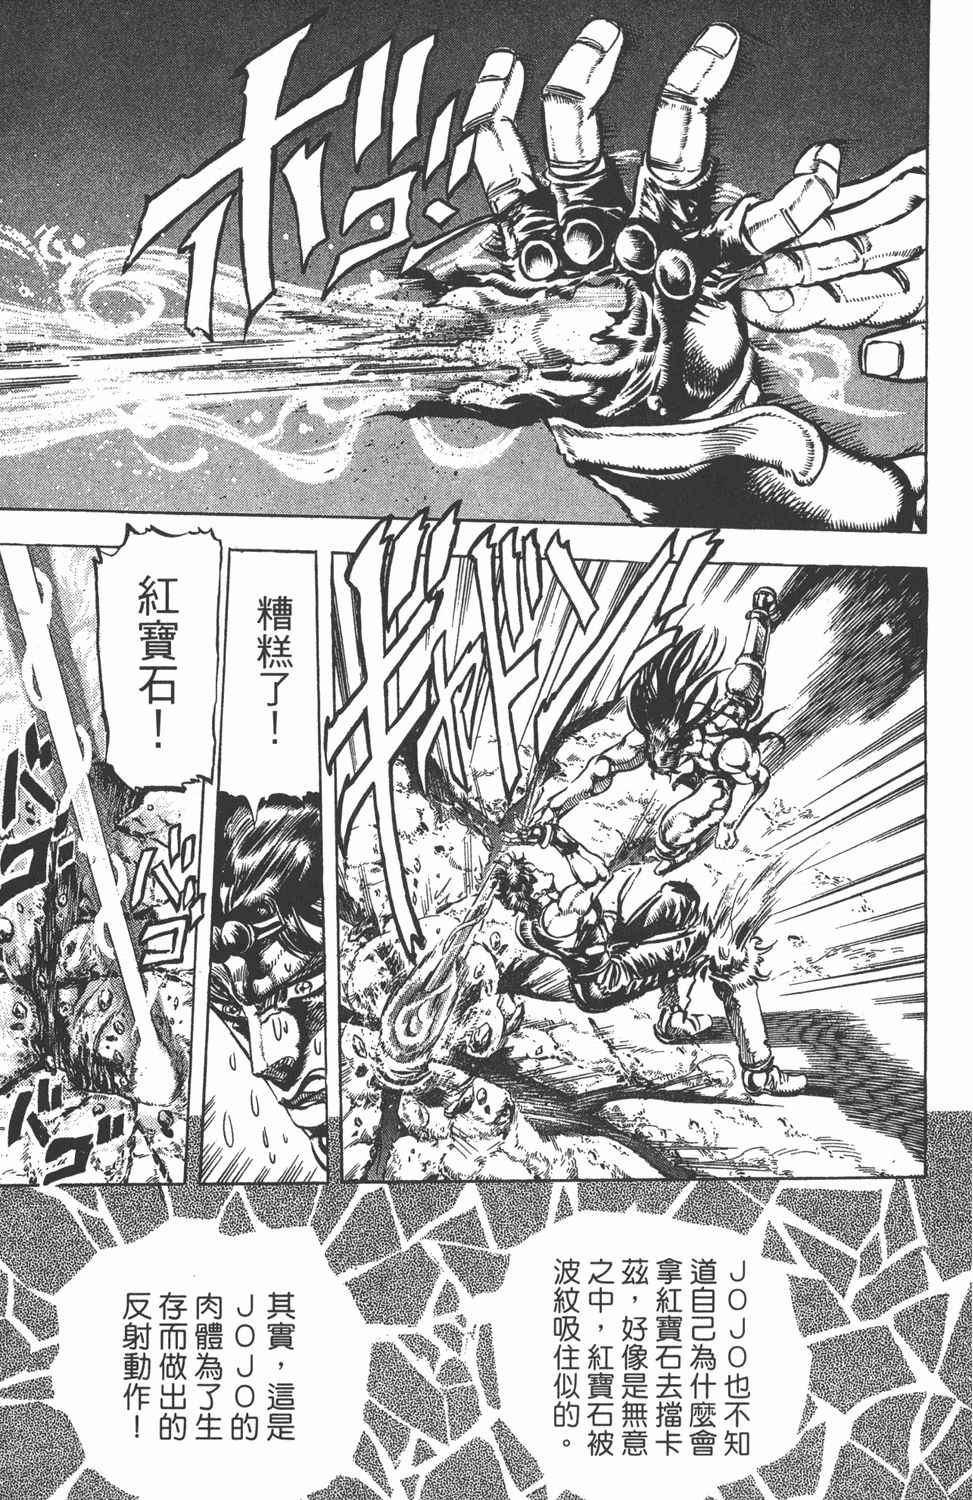 ボゴン
ギャルン
糟糕了！
紅寶石！
バゴ
バゴ
バゴ
ＪＯＪＯ也不知
道自己為什麼會
拿紅寶石去擋卡
茲，好像是無意
之中，紅寶石被
波紋吸住似的。
其實，這是
ＪＯＪＯ的
肉體為了生
存而做出的
反射動作！